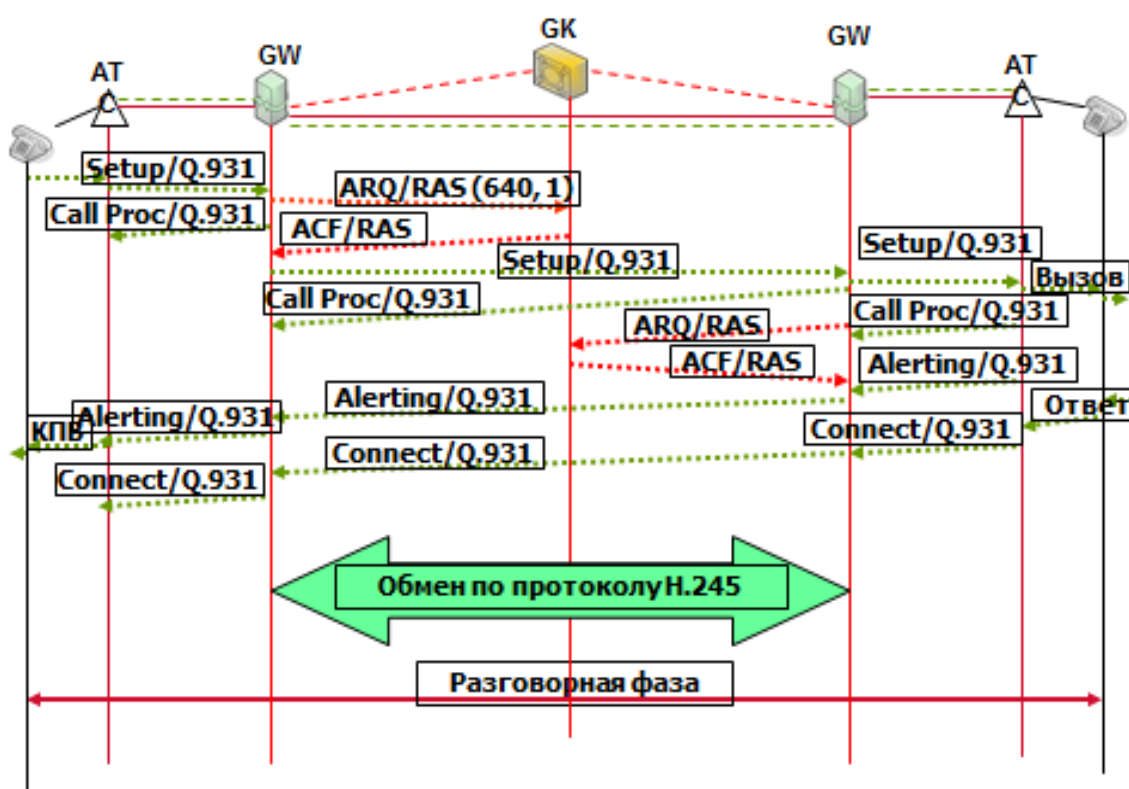 GK
GW
GW
AT
C
AT
C
Setup/Q.931
ARQ/RAS (640, 1)
Call Proc/Q.931
ACF/RAS
Setup/Q.931
Setup/Q.931
Вызов
Call Proc/Q.931
Call Proc/Q.931
ARQ/RAS
ACF/RAS
Alerting/Q.931
Alerting/Q.931
Ответ
Alerting/Q.931
КПВ
Connect/Q.931
Connect/Q.931
Connect/Q.931
Обмен по протоколу H.245
Разговорная фаза